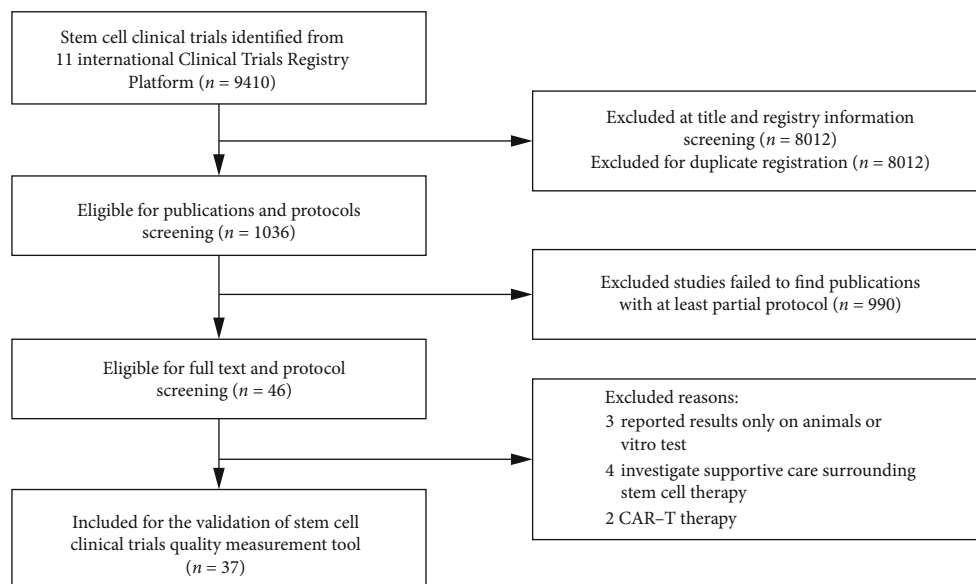 Stem cell clinical trials identified from
11 international Clinical Trials Registry
Platform (n = 9410)
Excluded at title and registry information
screening (n = 8012)
Excluded for duplicate registration (n = 8012)
Eligible for publications and protocols
screening (n = 1036)
Excluded studies failed to find publications
with at least partial protocol (n = 990)
Eligible for full text and protocol
screening (n = 46)
Excluded reasons:
3 reported results only on animals or
vitro test
4 investigate supportive care surrounding
stem cell therapy
2 CAR–T therapy
Included for the validation of stem cell
clinical trials quality measurement tool
(n = 37)